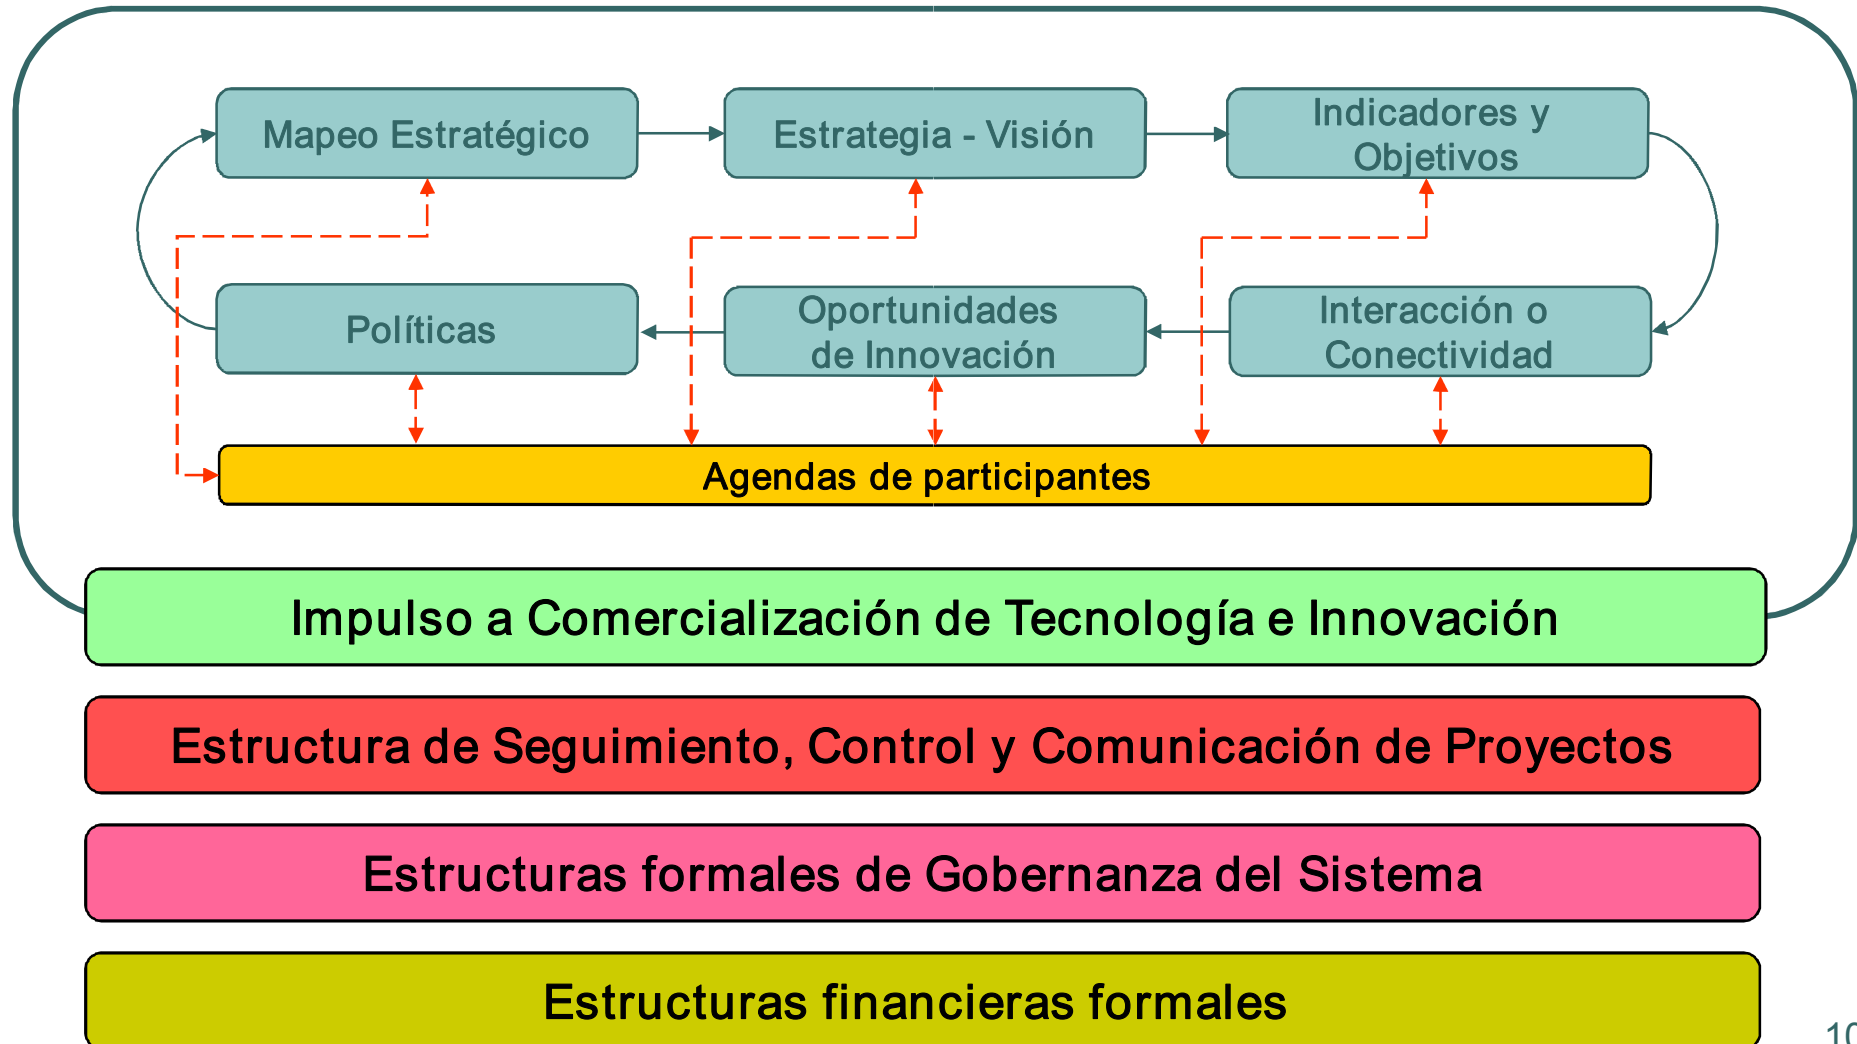 Mapeo Estratégico
Estrategia - Visión
Indicadores y
Objetivos
Políticas
Oportunidades
de Innovación
Interacción o
Conectividad
Agendas de participantes
Impulso a Comercialización de Tecnología e Innovación
Estructura de Seguimiento, Control y Comunicación de Proyectos
Estructuras formales de Gobernanza del Sistema
Estructuras financieras formales
10